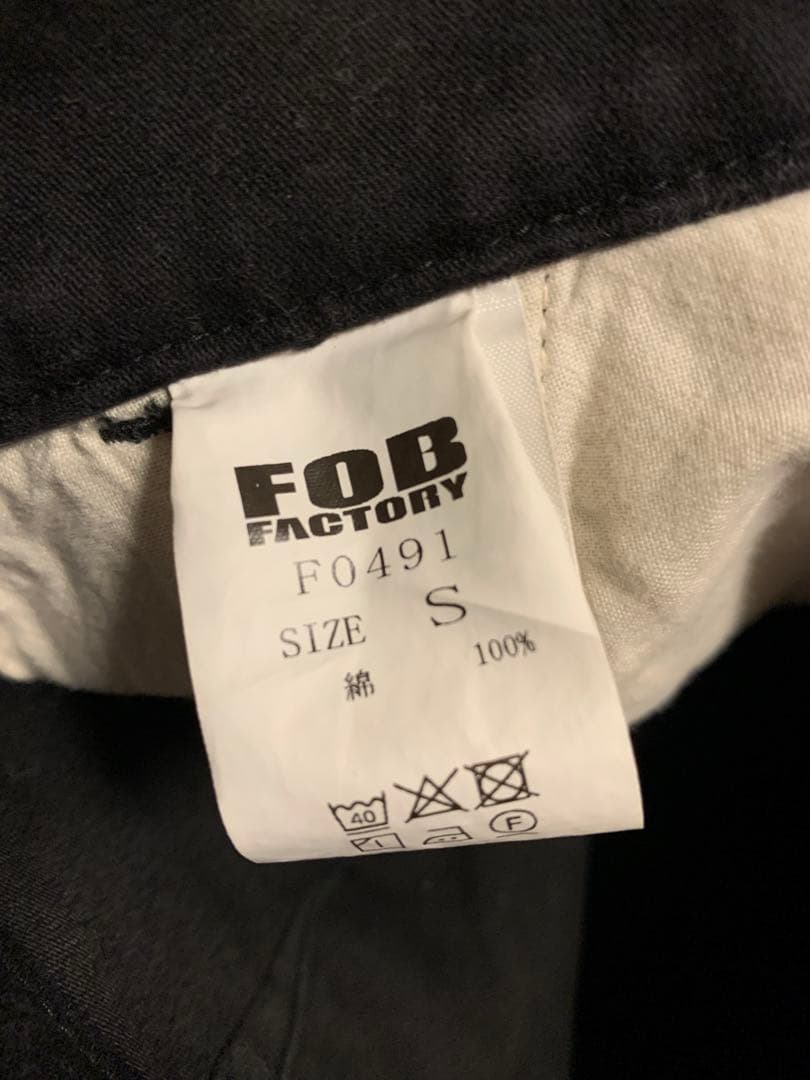 FOB
FACTORY
F0491
SIZE S
綿 100%
40
F